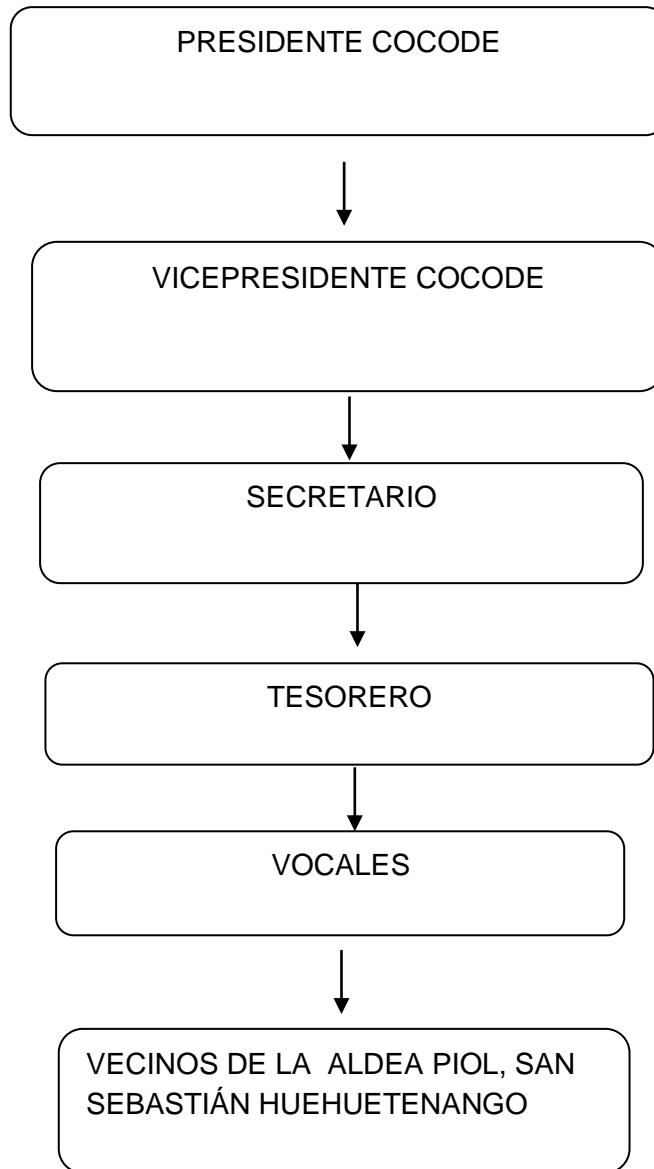 PRESIDENTE COCODE
VICEPRESIDENTE COCODE
SECRETARIO
TESORERO
VOCALES
VECINOS DE LA ALDEA PIOL, SAN
SEBASTIÁN HUEHUETENANGO